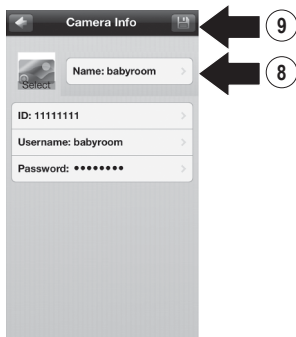 Camera Info
9
Name: babyroom
8
Select
ID: 11111111
Username: babyroom
Password: ••••••••